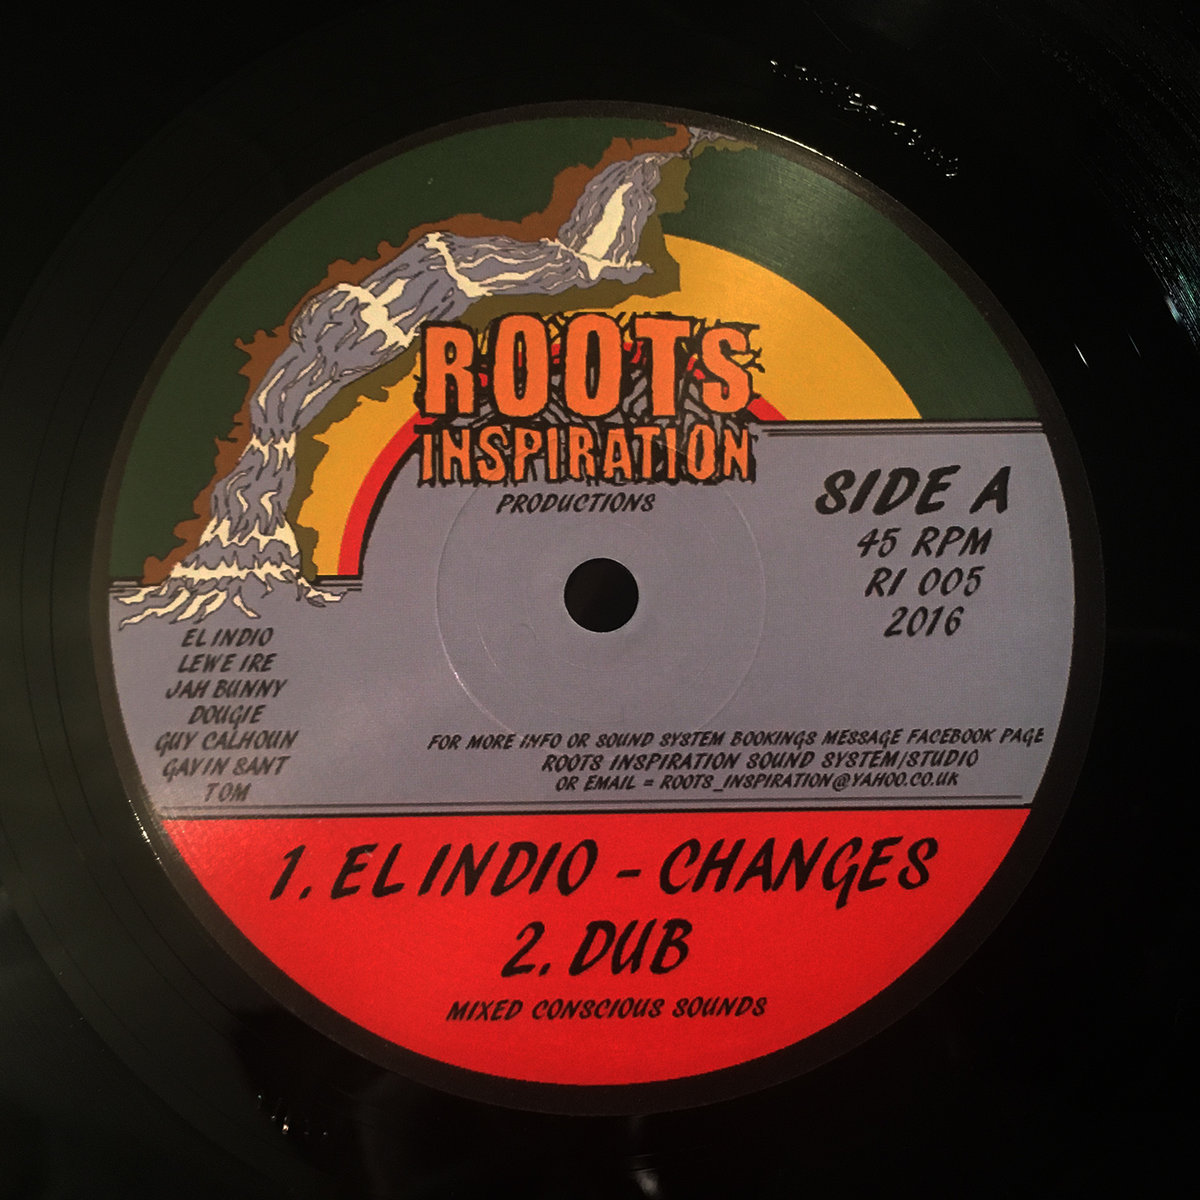 ROOTS
INSPIRATION
PRODUCTIONS
SIDE A
45 RPM
RI 005
2016
EL INDIO
LEWE IRE
JAH BUNNY
DOUGIE
GUY CALHOUN
GAVIN SANT
TOM
FOR MORE INFO OR SOUND SYSTEM BOOKINGS MESSAGE FACEBOOK PAGE
ROOTS INSPIRATION SOUND SYSTEM/STUDIO
OR EMAIL = ROOTS_INSPIRATION@YAHOO.CO.UK
1. EL INDIO - CHANGES
2. DUB
MIXED CONSCIOUS SOUNDS